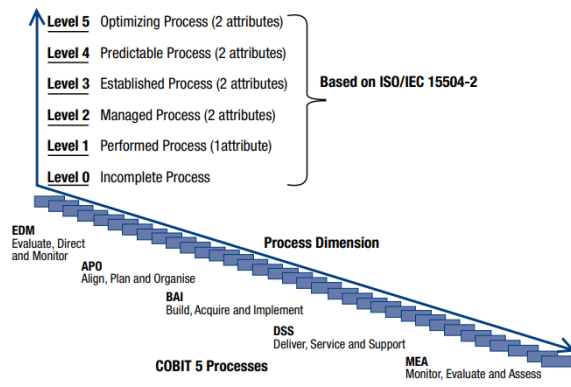 Level 5 Optimizing Process (2 attributes)
Level 4 Predictable Process (2 attributes)
Level 3 Established Process (2 attributes)
Based on ISO/IEC 15504-2
Level 2 Managed Process (2 attributes)
Level 1 Performed Process (1attribute)
Level 0 Incomplete Process
EDM
Evaluate, Direct
and Monitor
Process Dimension
APO
Align, Plan and Organise
BAI
Build, Acquire and Implement
DSS
Deliver, Service and Support
COBIT 5 Processes
MEA
Monitor, Evaluate and Assess